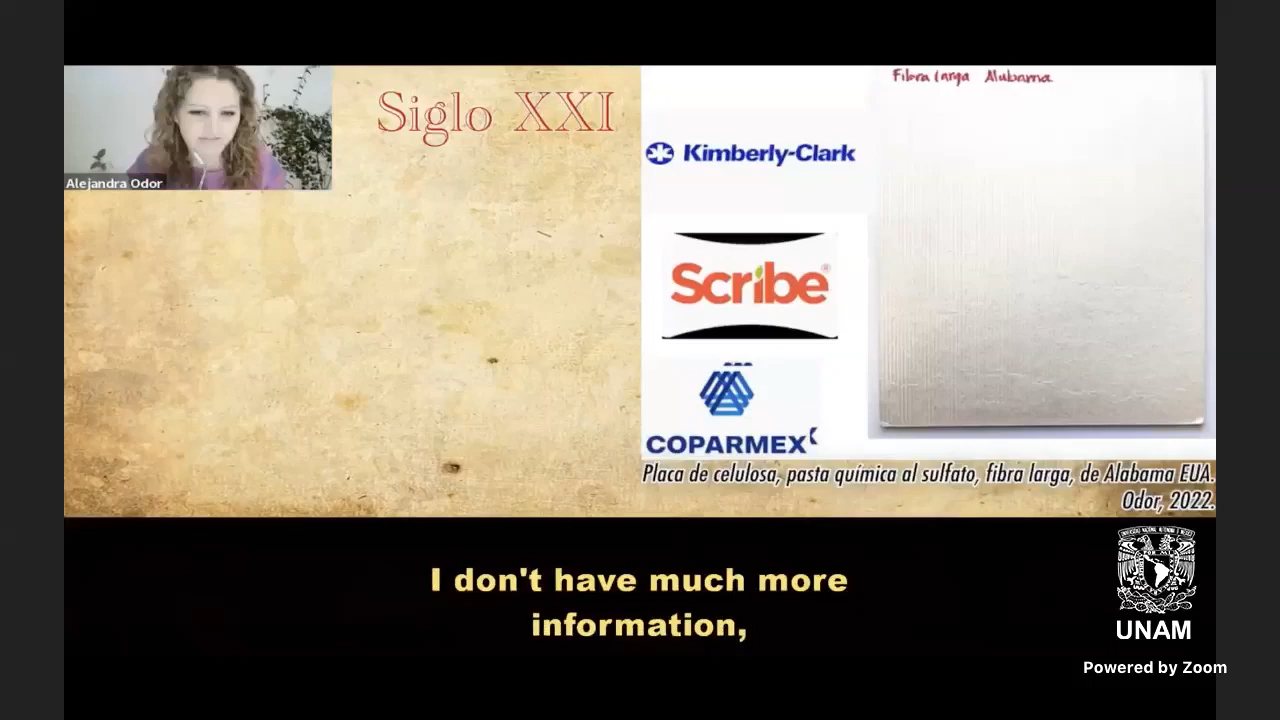 Alejandra Odor
Siglo XXI
Fibra larga Alabama
Kimberly-Clark
Scribe®
COPARMEX
Placa de celulosa, pasta química al sulfato, fibra larga, de Alabama EUA.
Odor, 2022.
I don't have much more
information,
UNAM
Powered by Zoom